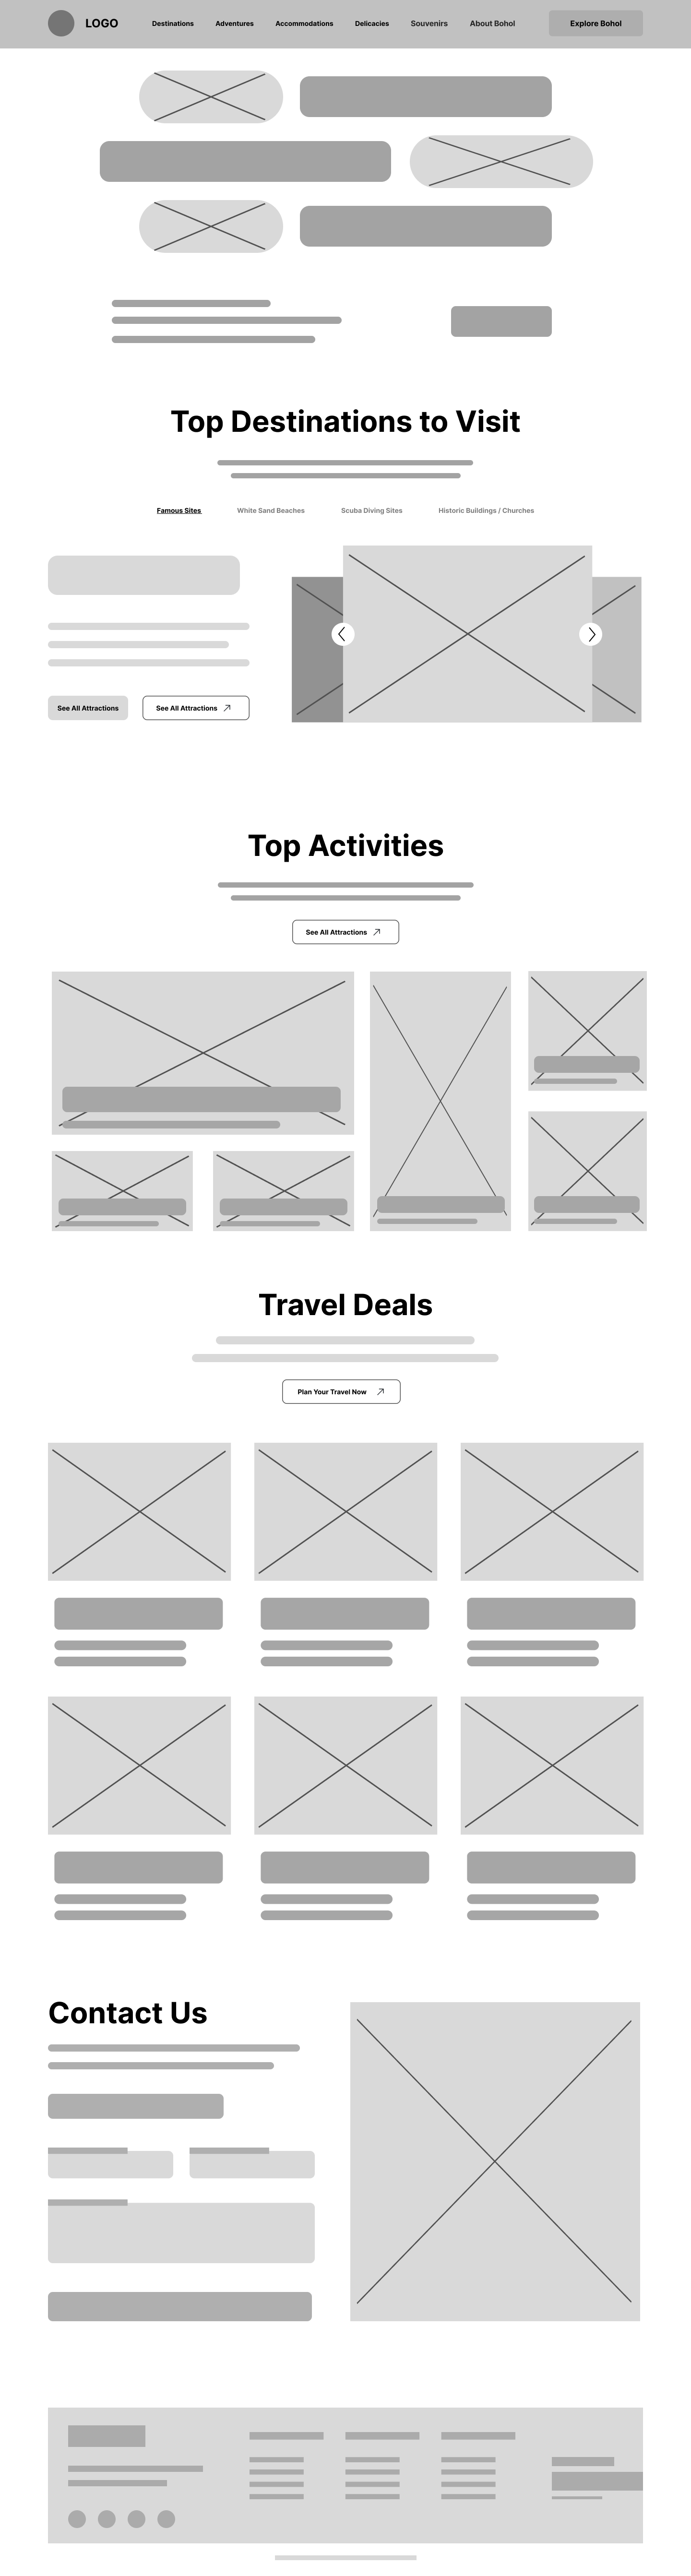 LOGO
Destinations
Adventures
Accommodations
Delicacies
Souvenirs
About Bohol
Explore Bohol
Top Destinations to Visit
Famous Sites
White Sand Beaches
Scuba Diving Sites
Historic Buildings / Churches
See All Attractions
See All Attractions
Top Activities
See All Attractions
Travel Deals
Plan Your Travel Now
Contact Us